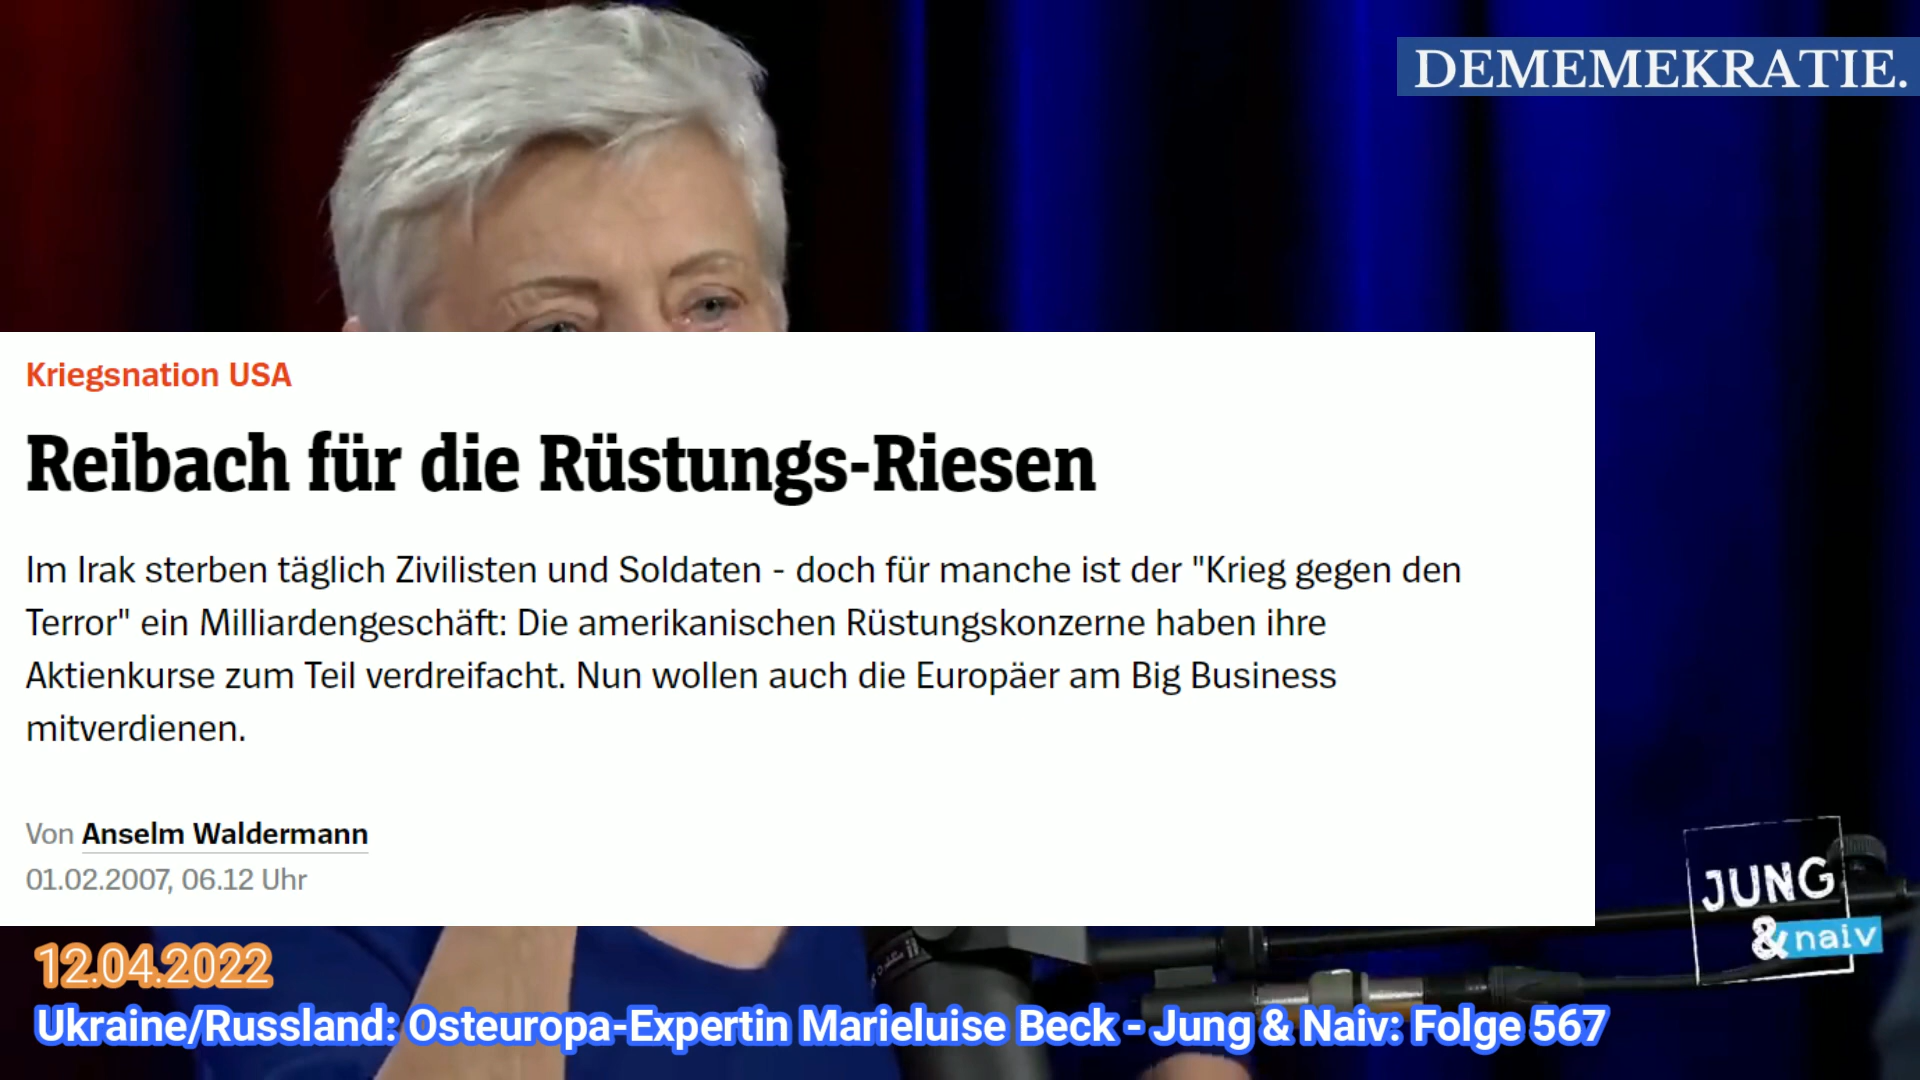 DEMEMEKRATIE.
Kriegsnation USA
Reibach für die Rüstungs-Riesen
Im Irak sterben täglich Zivilisten und Soldaten - doch für manche ist der "Krieg gegen den
Terror" ein Milliardengeschäft: Die amerikanischen Rüstungskonzerne haben ihre
Aktienkurse zum Teil verdreifacht. Nun wollen auch die Europäer am Big Business
mitverdienen.
Von Anselm Waldermann
01.02.2007, 06.12 Uhr
JUNG
& naiv
12.04.2022
Ukraine/Russland: Osteuropa-Expertin Marieluise Beck - Jung & Naiv: Folge 567